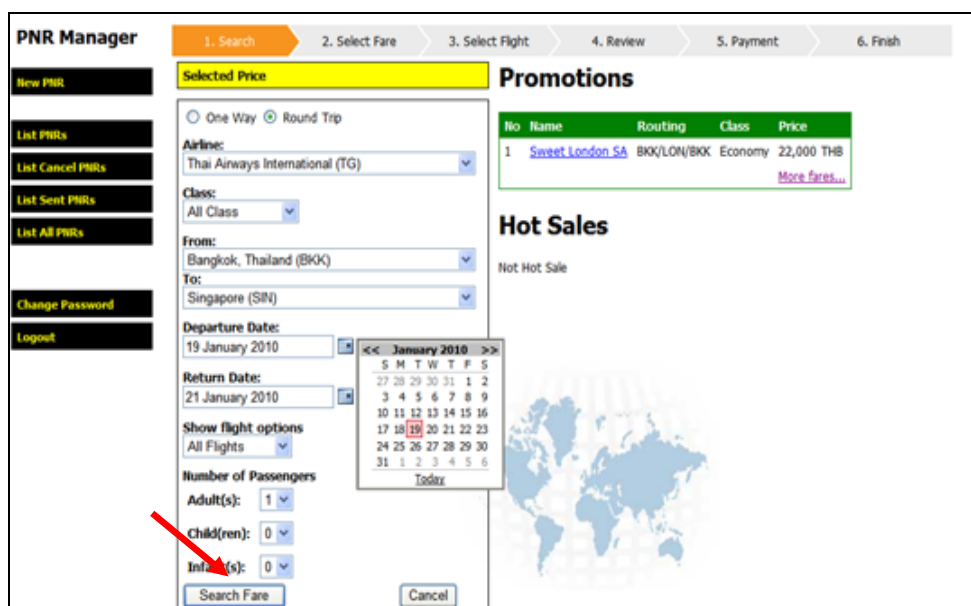 PNR Manager
New PNR
List PNRs
List Cancel PNRs
List Sent PNRs
List All PNRs
Change Password
Logout
1. Search 2. Select Fare 3. Select Flight 4. Review 5. Payment 6. Finish
Selected Price
One Way Round Trip
Airline:
Thai Airways International (TG)
Class:
All Class
From:
Bangkok, Thailand (BKK)
To:
Singapore (SIN)
Departure Date:
19 January 2010
Return Date:
21 January 2010
Show flight options
All Flights
Number of Passengers
Adult(s): 1
Child(ren): 0
0
Search Fare Cancel
<< January 2010 >>
S M T W T F S
27 28 29 30 31 1 2
3 4 5 6 7 8 9
10 11 12 13 14 15 16
17 18 19 20 21 22 23
24 25 26 27 28 29 30
31 1 2 3 4 5 6
Today
Promotions
No Name Routing Class Price
1 Sweet London SA BKK/LON/BKK Economy 22,000 THB
More fares...
Hot Sales
Not Hot Sale